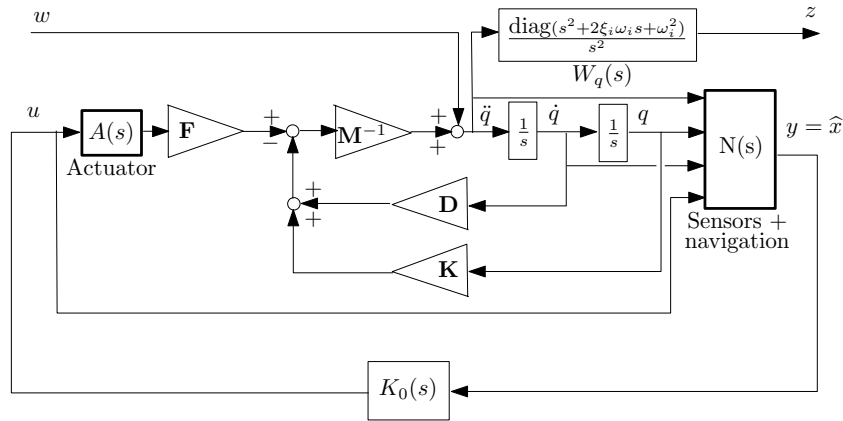 w
z
diag(s²+2ξᵢωᵢs+ωᵢ²)
s²
W_q(s)
u
A(s)
Actuator
F
+
−
M⁻¹
+
+
q̈
1
s
q̇
1
s
q
N(s)
y = x̂
Sensors +
navigation
+
+
D
K
K₀(s)